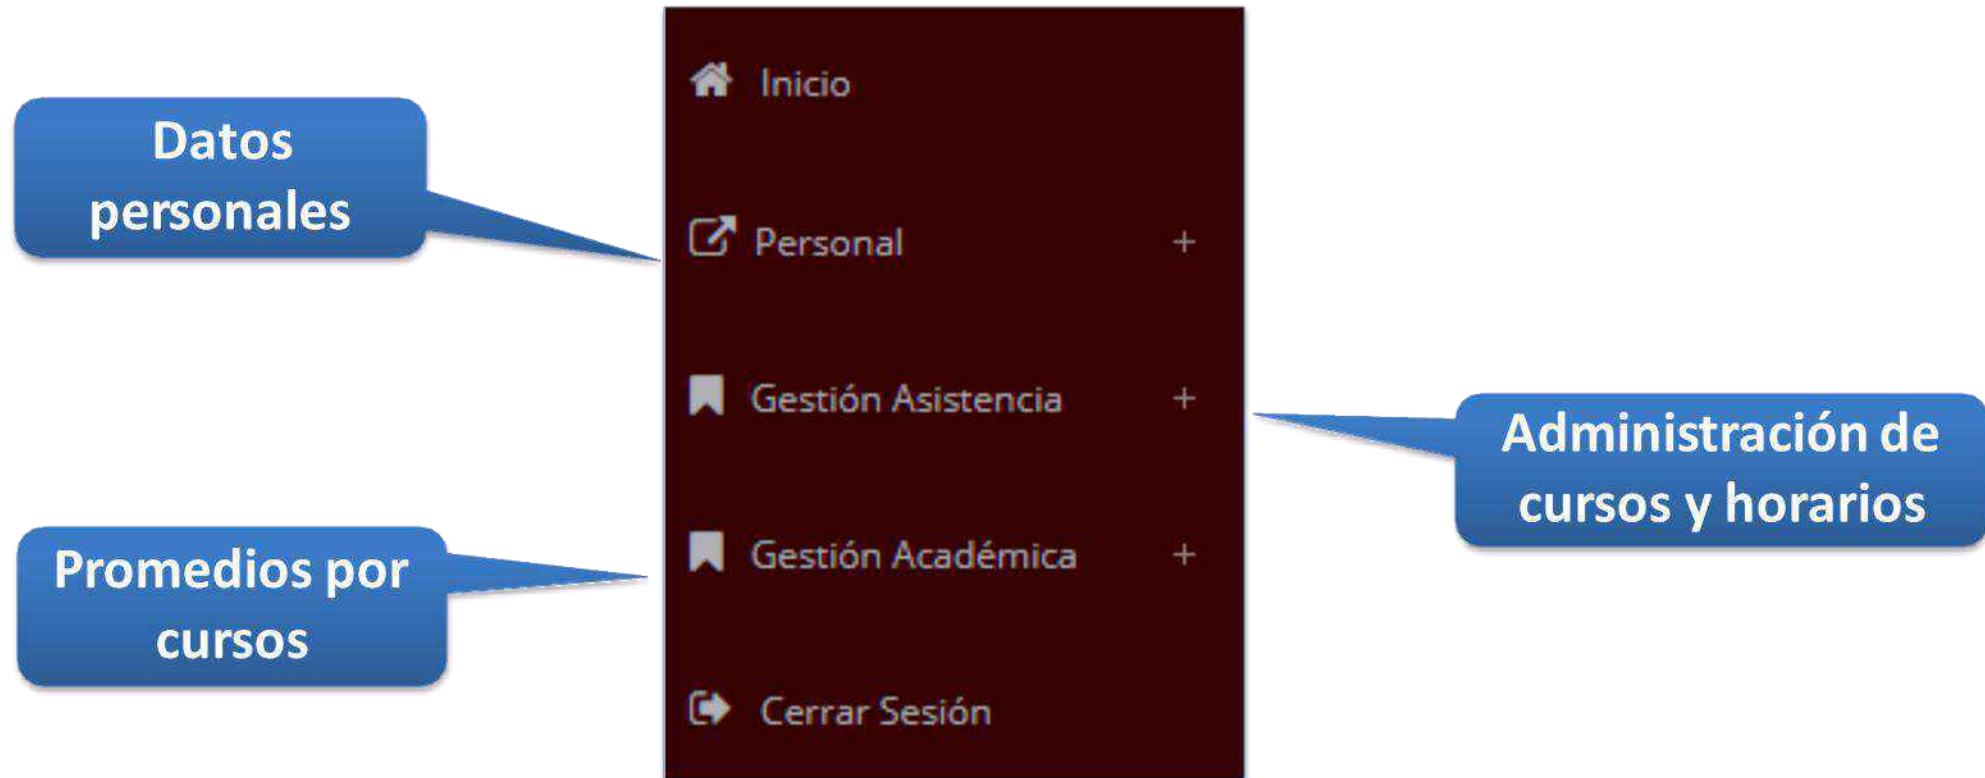 Inicio
Datos
personales
Personal +
Gestión Asistencia +
Administración de
cursos y horarios
Promedios por
cursos
Gestión Académica +
Cerrar Sesión